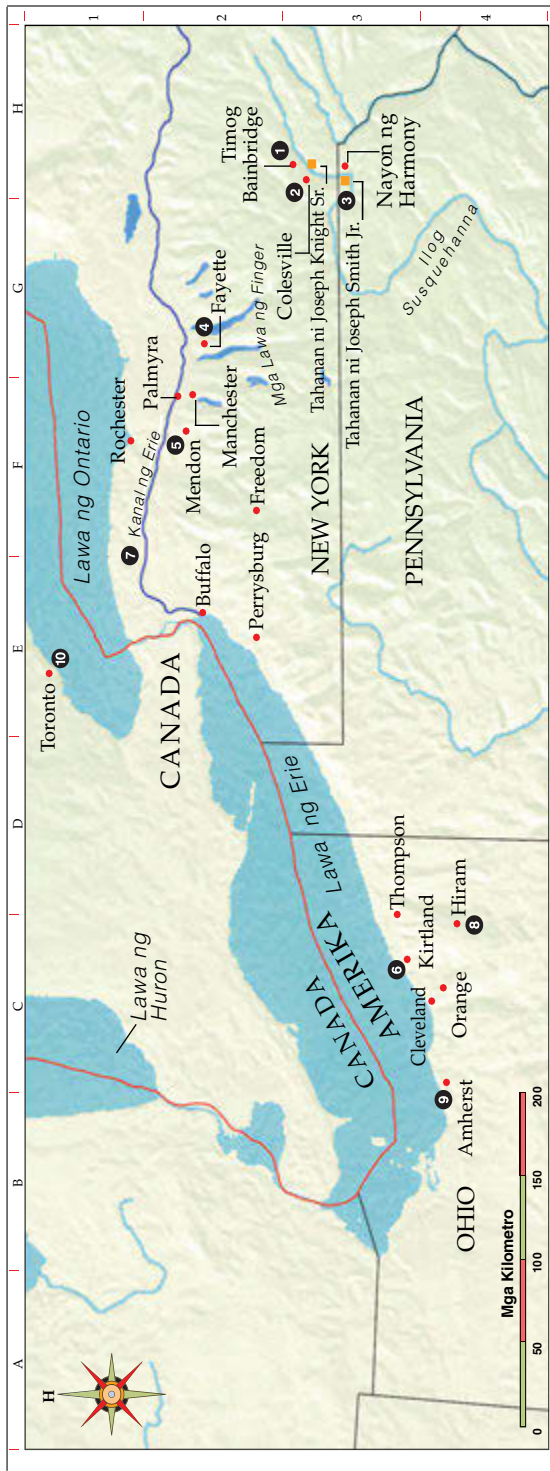 A
B
C
D
E
F
G
H
1
2
3
4
H
Toronto
10
Lawa ng Ontario
Rochester
Lawa ng
Huron
CANADA
7
Kanal ng Erie
Palmyra
5
Mendon
Manchester
4
Fayette
Mga Lawa ng Finger
Timog
Bainbridge
1
2
Colesville
Tahanan ni Joseph Knight Sr.
3
Tahanan ni Joseph Smith Jr.
Nayon ng
Harmony
Buffalo
Perrysburg
Freedom
NEW YORK
Ilog
Susquehanna
PENNSYLVANIA
Lawa ng Erie
CANADA
AMERIKA
Thompson
6
Kirtland
Cleveland
Hiram
8
Orange
9
Amherst
OHIO
Mga Kilometro
0 50 100 150 200